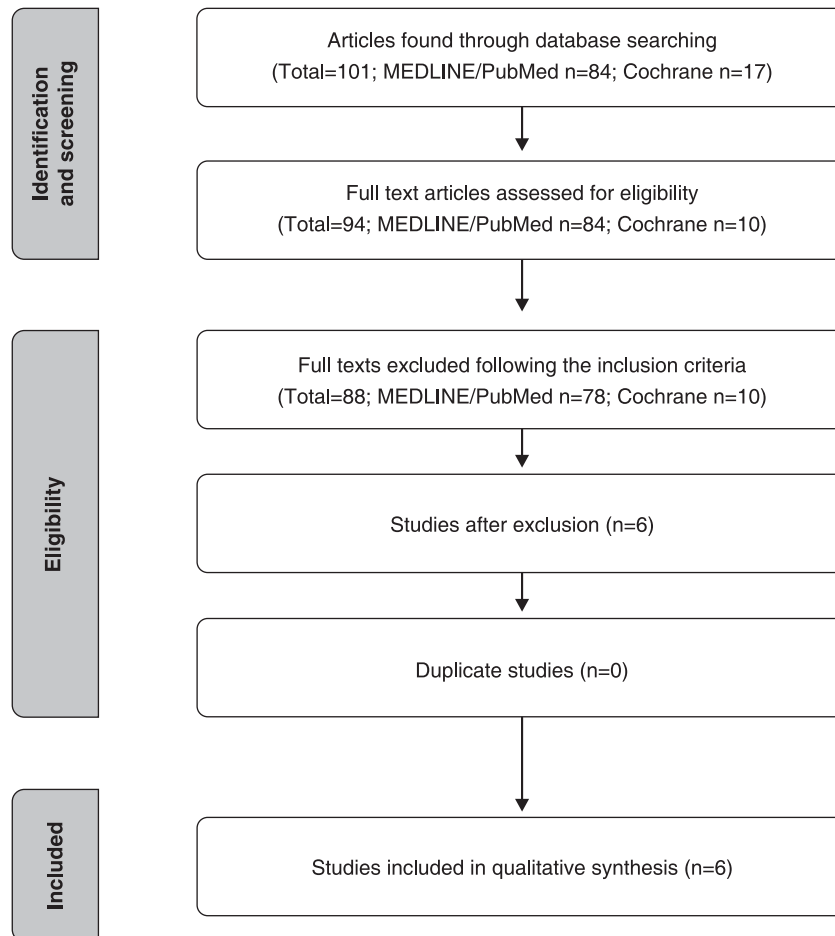 Identification
and screening
Articles found through database searching
(Total=101; MEDLINE/PubMed n=84; Cochrane n=17)
Full text articles assessed for eligibility
(Total=94; MEDLINE/PubMed n=84; Cochrane n=10)
Eligibility
Full texts excluded following the inclusion criteria
(Total=88; MEDLINE/PubMed n=78; Cochrane n=10)
Studies after exclusion (n=6)
Duplicate studies (n=0)
Included
Studies included in qualitative synthesis (n=6)